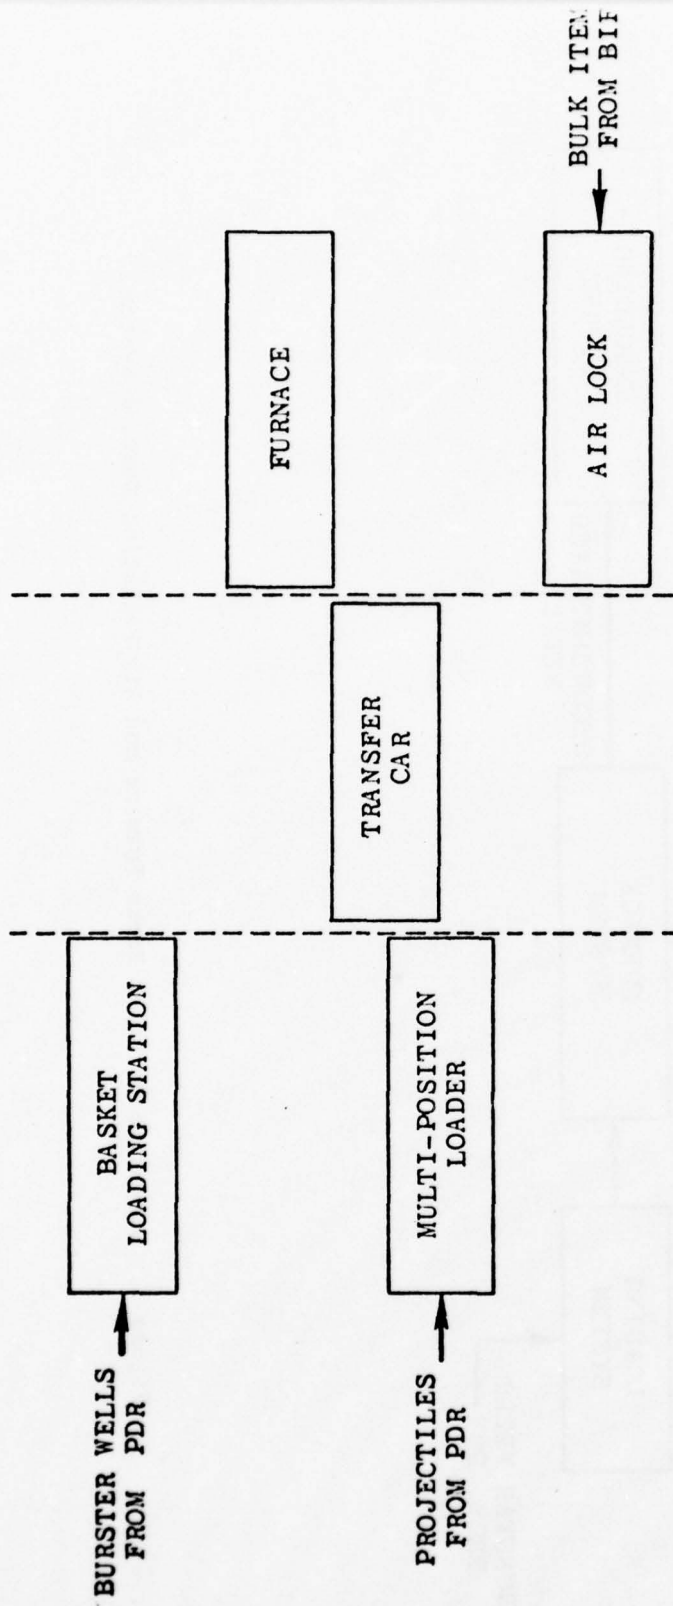 BURSTER WELLS
FROM PDR
BASKET
LOADING STATION
FURNACE
TRANSFER
CAR
PROJECTILES
FROM PDR
MULTI-POSITION
LOADER
AIR LOCK
BULK ITEM
FROM BIF